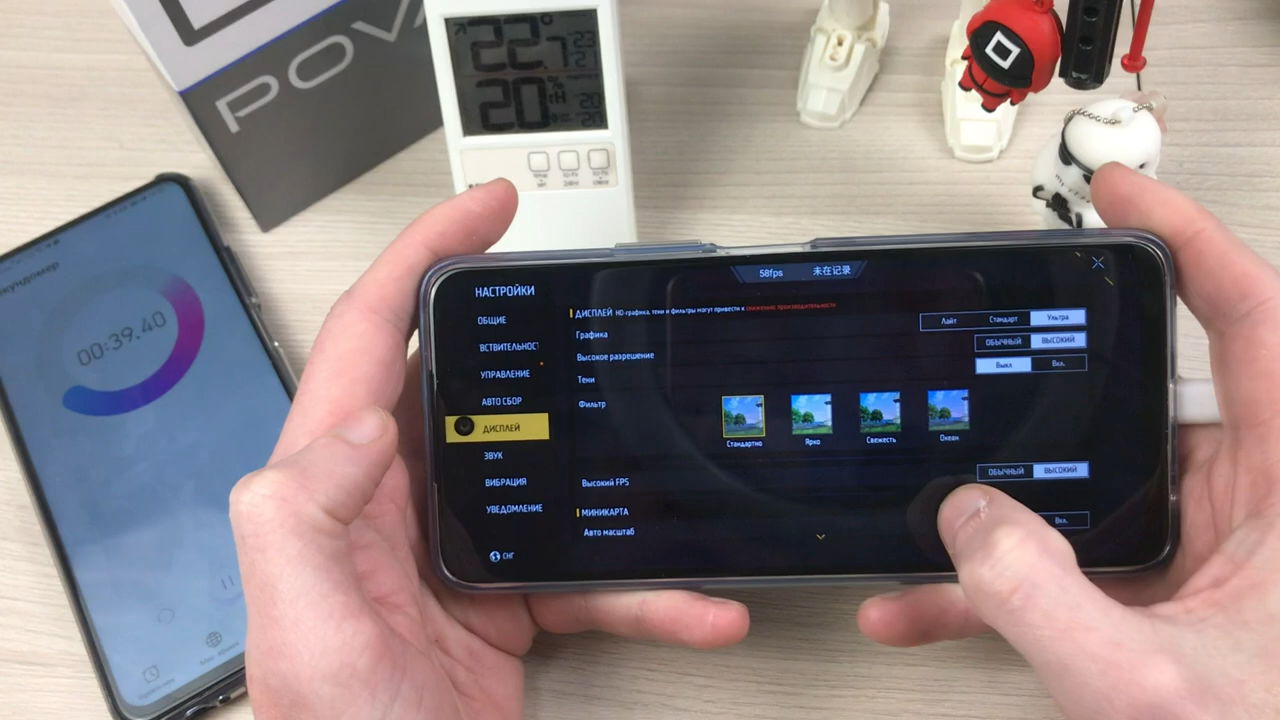 POVA
22.7
20%
00:39.40
58fps 未在记录
НАСТРОЙКИ
ОБЩИЕ
ВСТВИТЕЛЬНОСТ
УПРАВЛЕНИЕ
АВТО СБОР
ДИСПЛЕЙ
ЗВУК
ВИБРАЦИЯ
УВЕДОМЛЕНИЕ
СНГ
ДИСПЛЕЙ HD-графика, тени и фильтры могут привести к снижению производительности
Графика Лайт Стандарт Ультра
Высокое разрешение ОБЫЧНЫЙ ВЫСОКИЙ
Тени Выкл Вкл.
Фильтр
Стандартно Ярко Свежесть Океан
Высокий FPS ОБЫЧНЫЙ ВЫСОКИЙ
МИНИКАРТА
Авто масштаб Вкл.